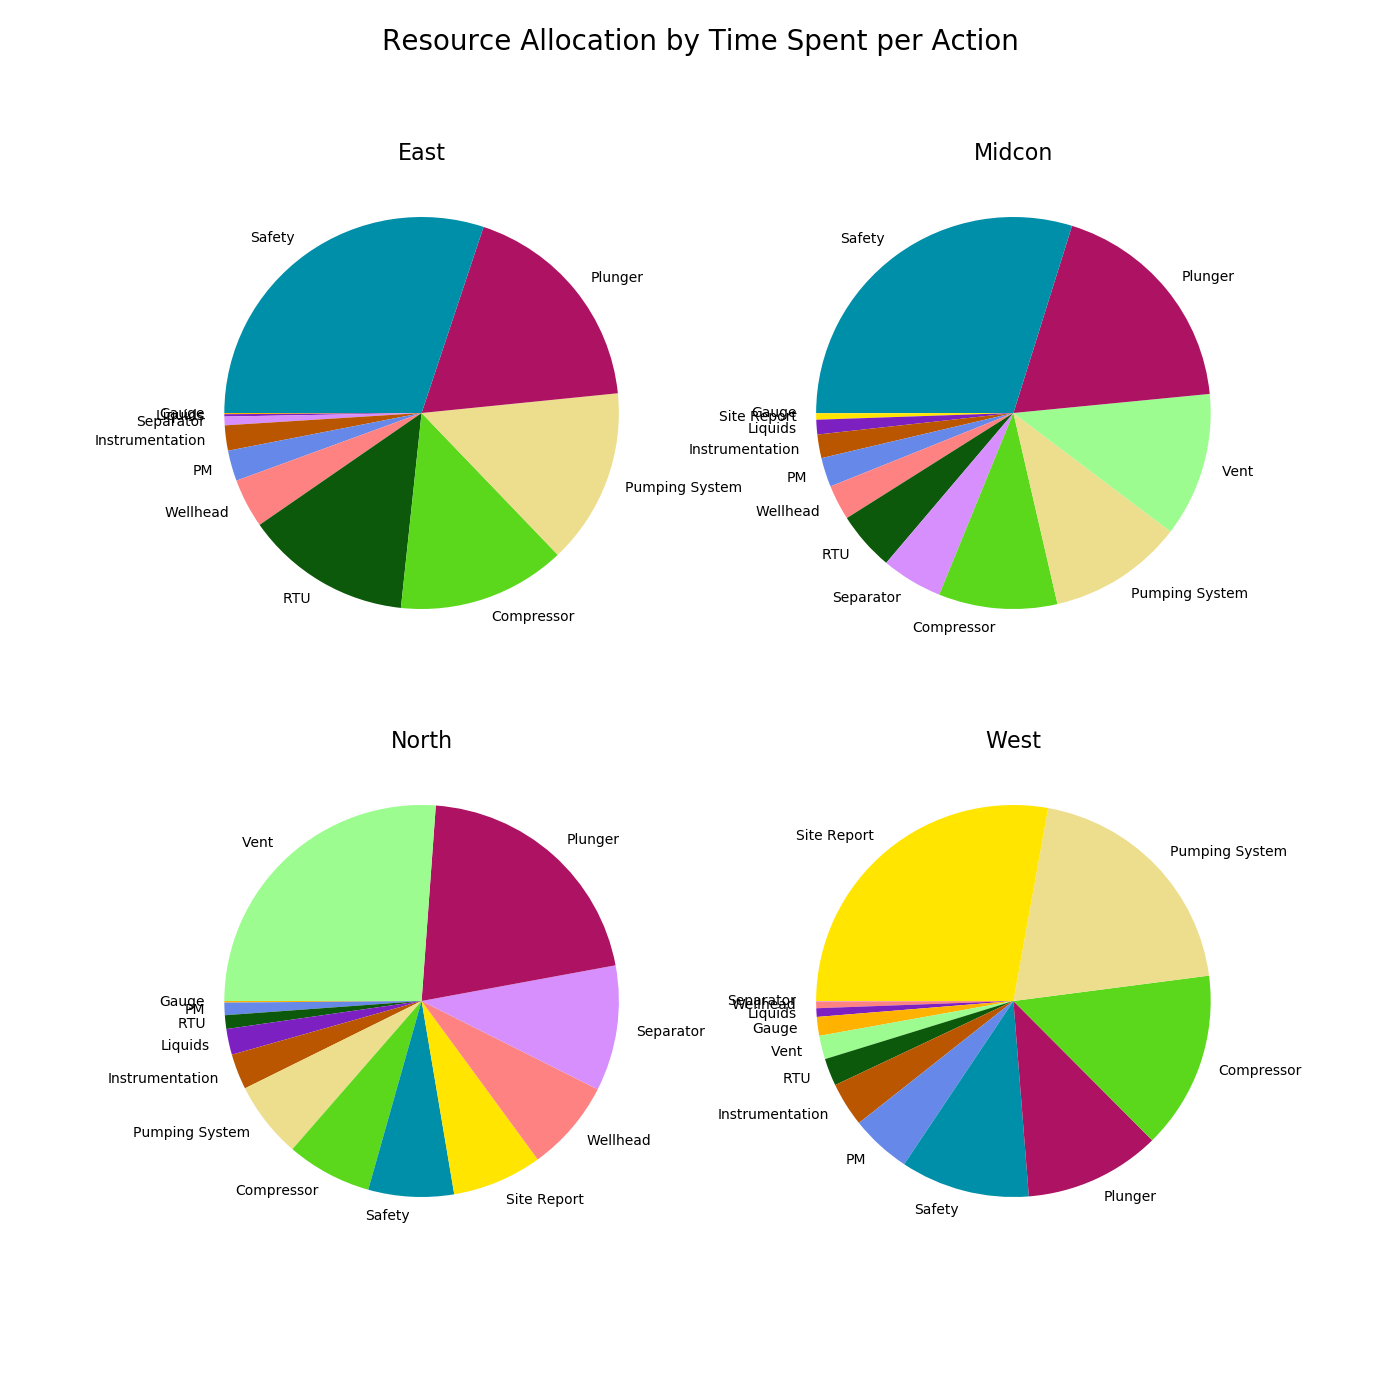 Resource Allocation by Time Spent per Action
East
Safety
Plunger
Gauge
Liquids
Separator
Instrumentation
PM
Wellhead
RTU
Compressor
Pumping System
Midcon
Safety
Plunger
Gauge
Site Report
Liquids
Instrumentation
PM
Wellhead
RTU
Separator
Compressor
Pumping System
Vent
North
Vent
Plunger
Gauge
PM
RTU
Liquids
Instrumentation
Pumping System
Compressor
Safety
Site Report
Wellhead
Separator
West
Site Report
Pumping System
Separator
Wellhead
Liquids
Gauge
Vent
RTU
Instrumentation
PM
Safety
Plunger
Compressor